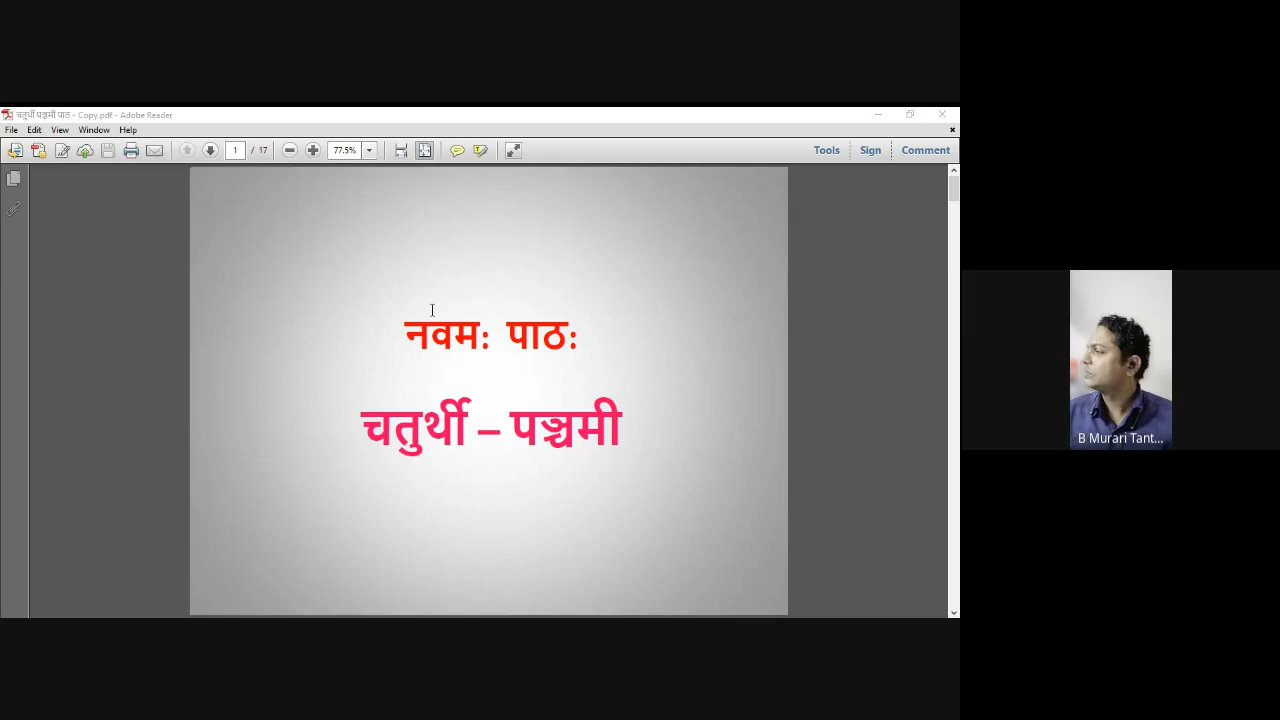 चतुर्थी पञ्चमी पाठ - Copy.pdf - Adobe Reader
File Edit View Window Help
1 / 17 77.5% Tools Sign Comment
नवम: पाठ:
चतुर्थी – पञ्चमी
B Murari Tant...